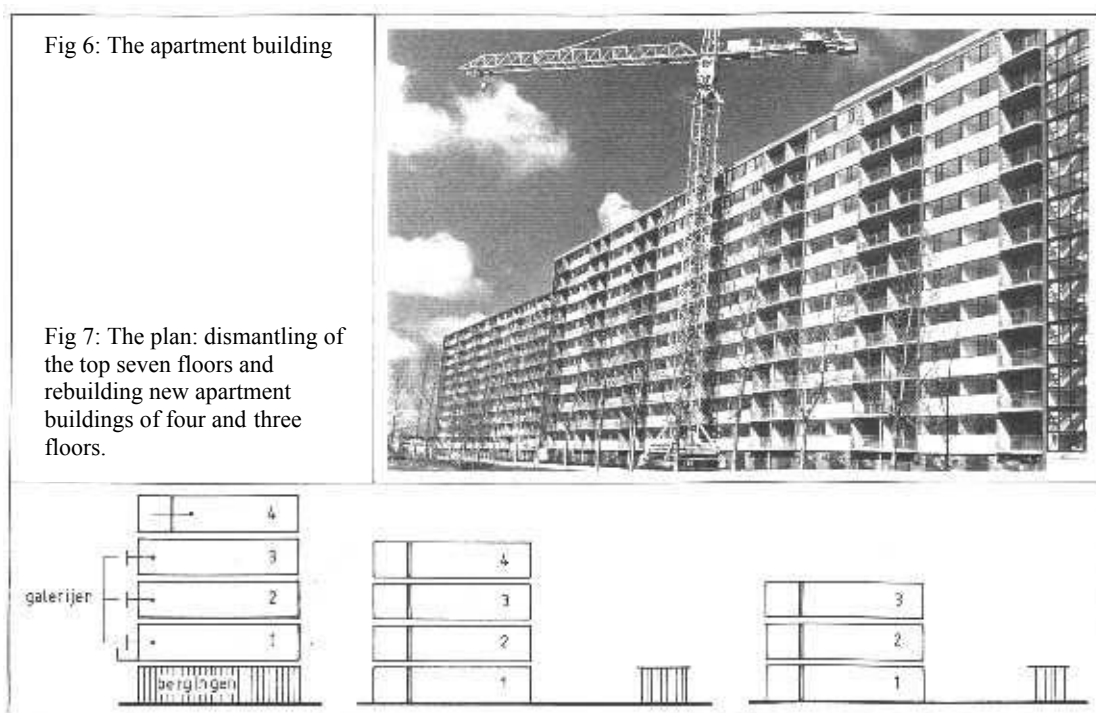 Fig 6: The apartment building
Fig 7: The plan: dismantling of
the top seven floors and
rebuilding new apartment
buildings of four and three
floors.
4
3
galerijen
2
1
bergingen
4
3
2
1
3
2
1